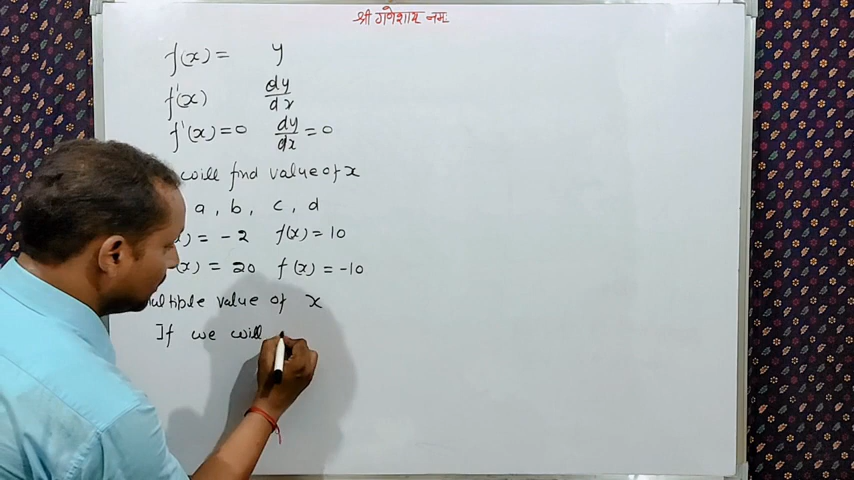 श्री गणेशाय नमः
f(x) = y
f'(x) dy/dx
f'(x) = 0 dy/dx = 0
will find value of x
a , b , c , d
x) = -2 f(x) = 10
(x) = 20 f(x) = -10
multible value of x
If we will